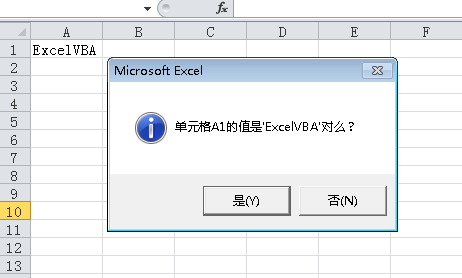 fx
A B C D E F
1 ExcelVBA
2
3
4
5
6
7
8
9
10
11
12
13
Microsoft Excel
单元格A1的值是'ExcelVBA'对么？
是(Y) 否(N)